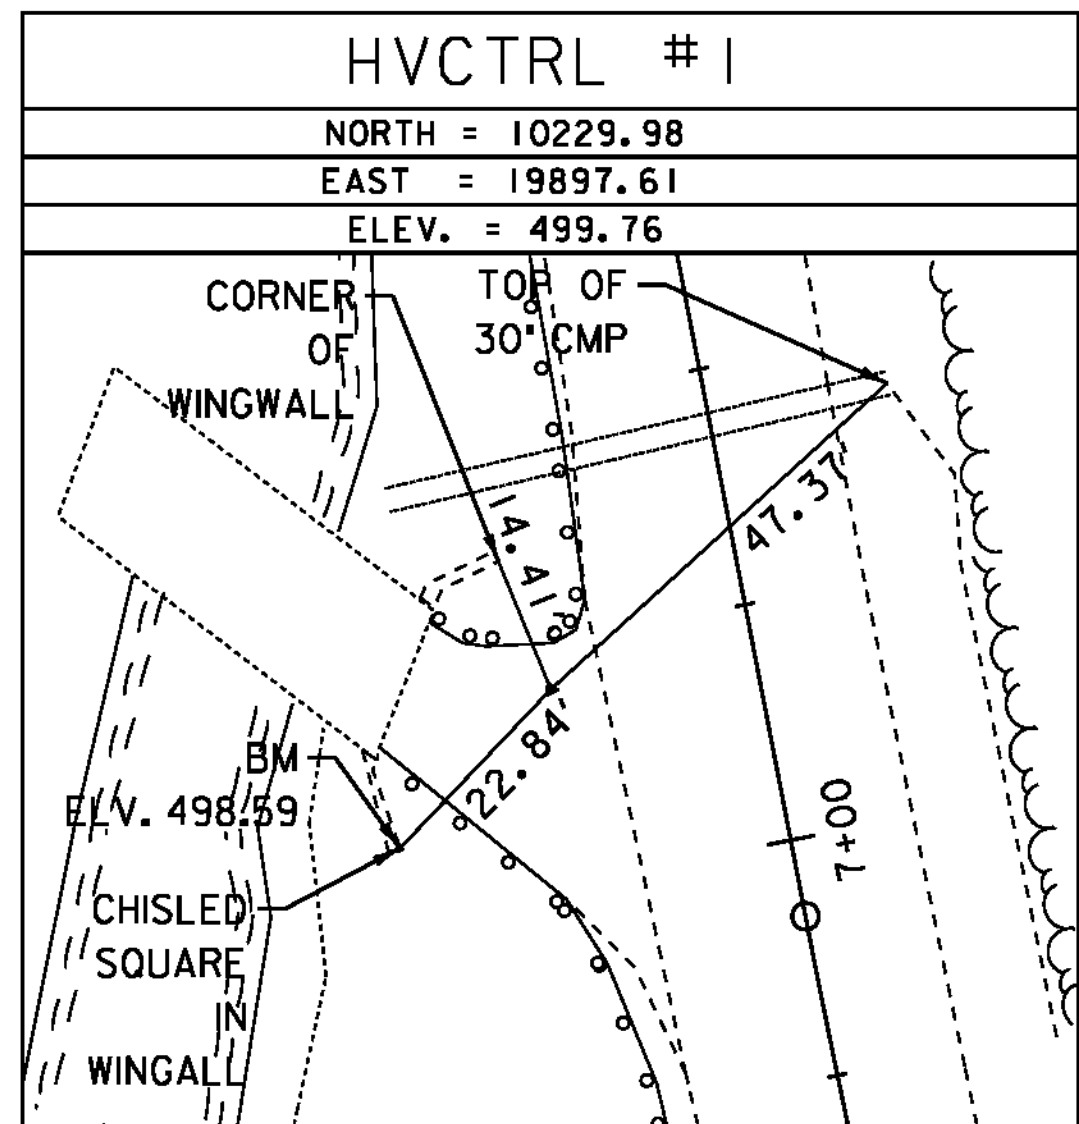 HVCTRL #1
NORTH = 10229.98
EAST = 19897.61
ELEV. = 499.76
CORNER
OF
WINGWALL
TOP OF
30" CMP
14.41'
47.37'
22.84'
BM
ELV. 498.59
7+00
CHISLED
SQUARE
IN
WINGALL